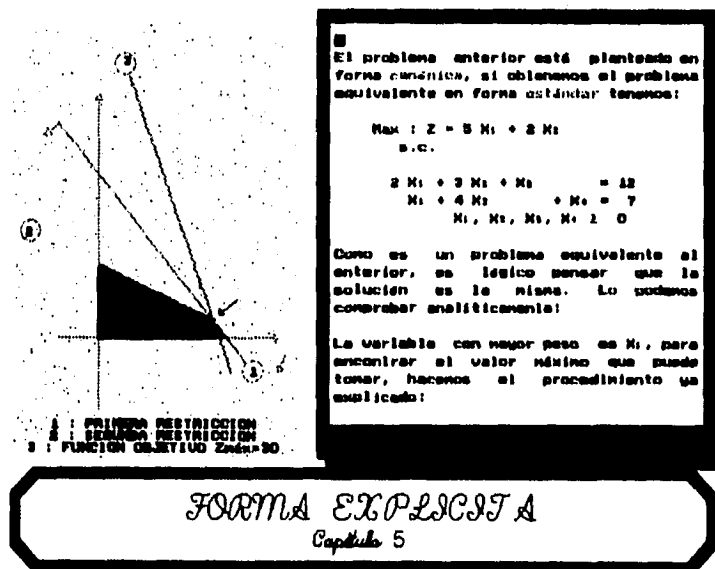 3
2
1
1 : PRIMERA RESTRICCION
2 : SEGUNDA RESTRICCION
3 : FUNCION OBJETIVO Zmáx=30
El problema anterior está planteado en
forma canónica, si obtenemos el problema
equivalente en forma estándar tenemos:
Max : Z = 5 X₁ + 2 X₂
s.c.
2 X₁ + 3 X₂ + X₃ = 12
X₁ + 4 X₂ + X₄ = 7
X₁, X₂, X₃, X₄ ≥ 0
Como es un problema equivalente al
anterior, es lógico pensar que la
solución es la misma. Lo podemos
comprobar analíticamente:
La variable con mayor peso es X₁, para
encontrar el valor máximo que puede
tomar, hacemos el procedimiento ya
explicado:
FORMA EXPLICITA
Capítulo 5